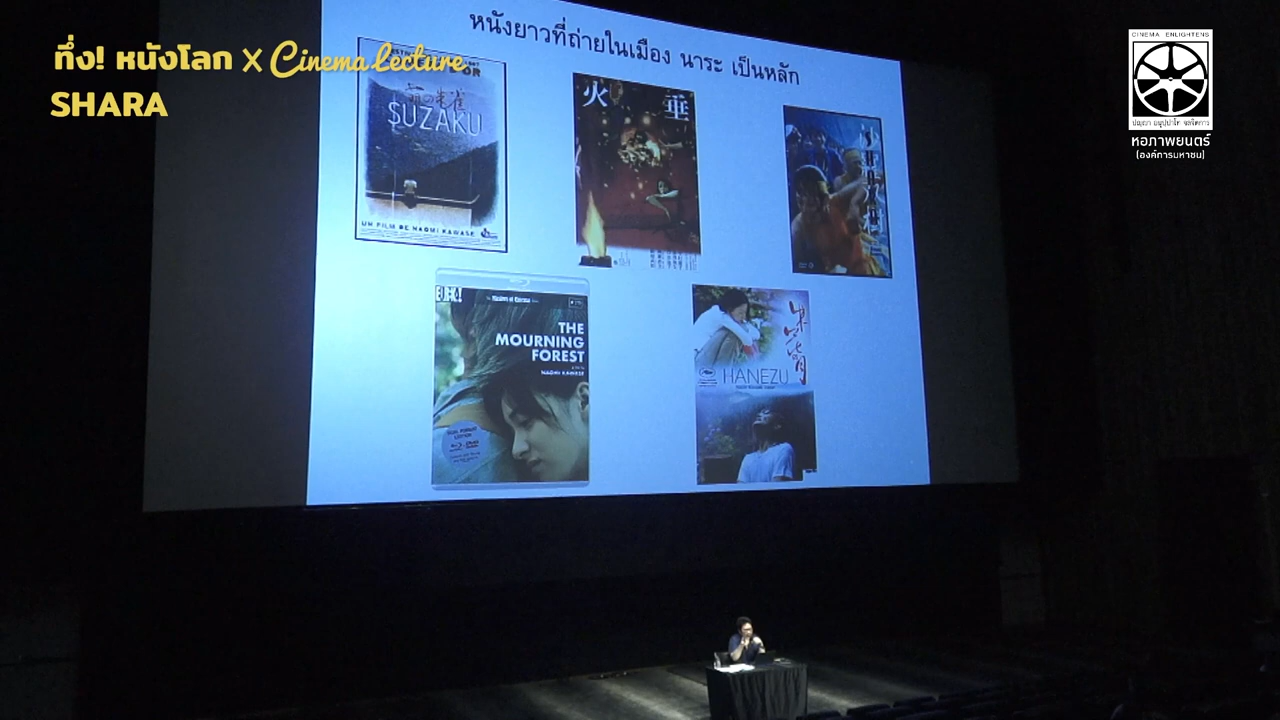 ทึ่ง! หนังโลก X Cinema Lecture
SHARA
CINEMA ENLIGHTENS
หอภาพยนตร์
(องค์การมหาชน)
หนังยาวที่ถ่ายในเมือง นาระ เป็นหลัก
SUZAKU
UN FILM DE NAOMI KAWASE
火垂
THE
MOURNING
FOREST
NAOMI KAWASE
HANEZU